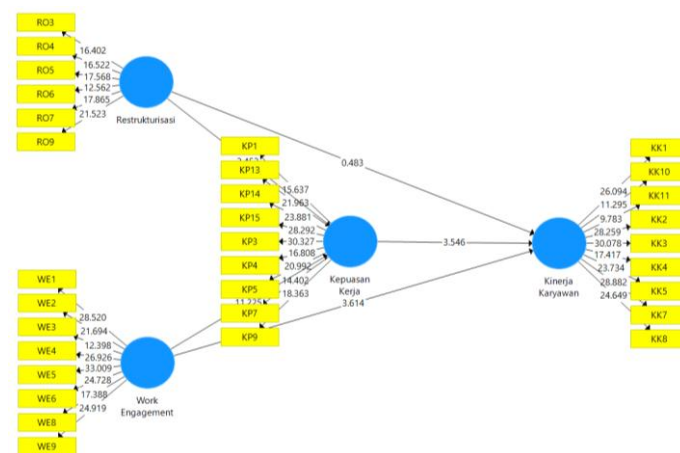 RO3
RO4
RO5
RO6
RO7
RO9
16.402
16.522
17.568
12.562
17.865
21.523
Restrukturisasi
0.483
KP1
KP13
KP14
KP15
KP3
KP4
KP5
KP7
KP9
15.637
21.963
23.881
28.292
30.327
16.808
20.992
14.402
18.363
Kepuasan
Kerja
3.546
3.614
KK1
KK10
KK11
KK2
KK3
KK4
KK5
KK7
KK8
26.094
11.295
9.783
28.259
30.078
17.417
23.734
28.882
24.649
Kinerja
Karyawan
WE1
WE2
WE3
WE4
WE5
WE6
WE8
WE9
28.520
21.694
12.398
26.926
33.009
24.728
17.388
24.919
Work
Engagement
11.225